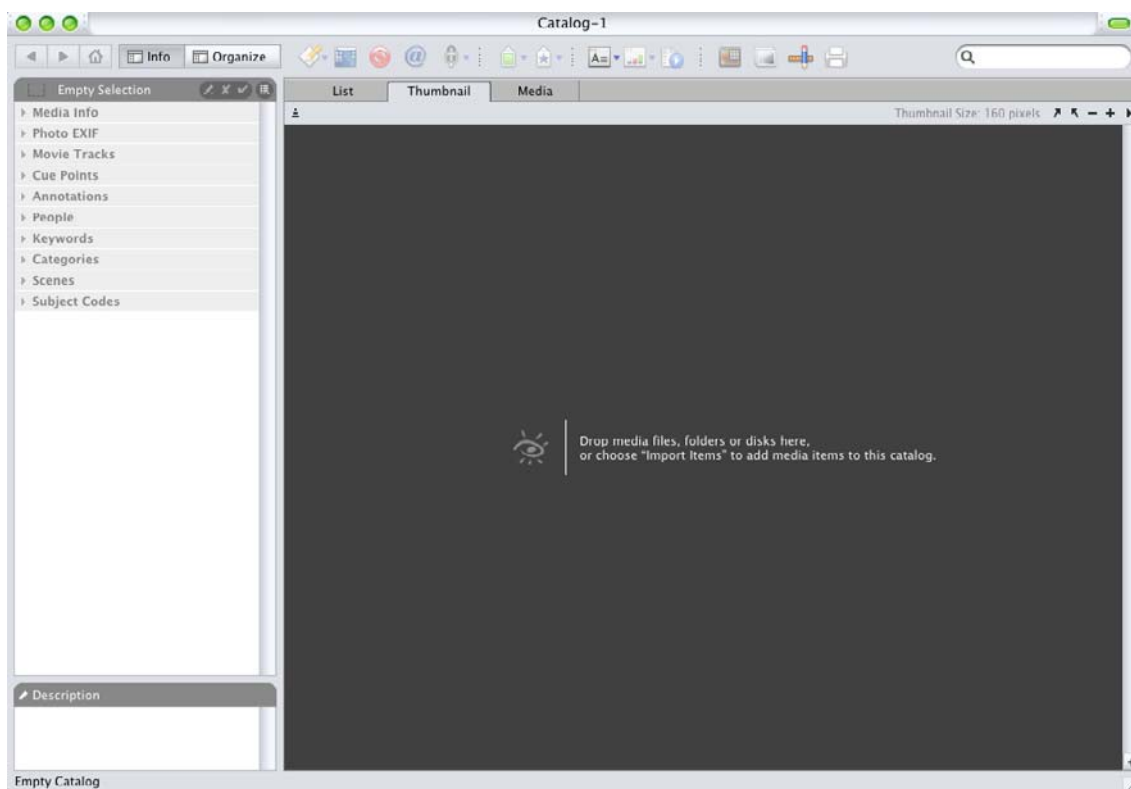 Catalog-1
Info
Organize
Empty Selection
Media Info
Photo EXIF
Movie Tracks
Cue Points
Annotations
People
Keywords
Categories
Scenes
Subject Codes
List
Thumbnail
Media
Thumbnail Size: 160 pixels
Drop media files, folders or disks here,
or choose "Import Items" to add media items to this catalog.
Description
Empty Catalog